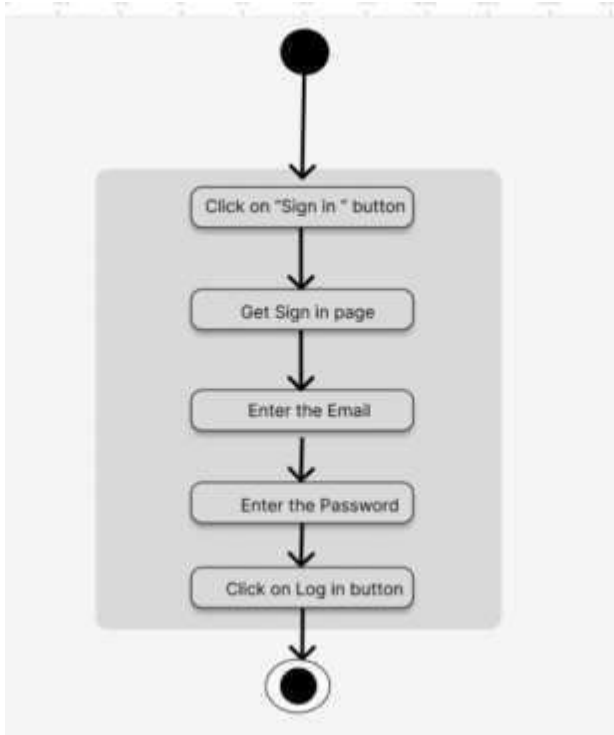 Click on "Sign in " button
Get Sign in page
Enter the Email
Enter the Password
Click on Log in button